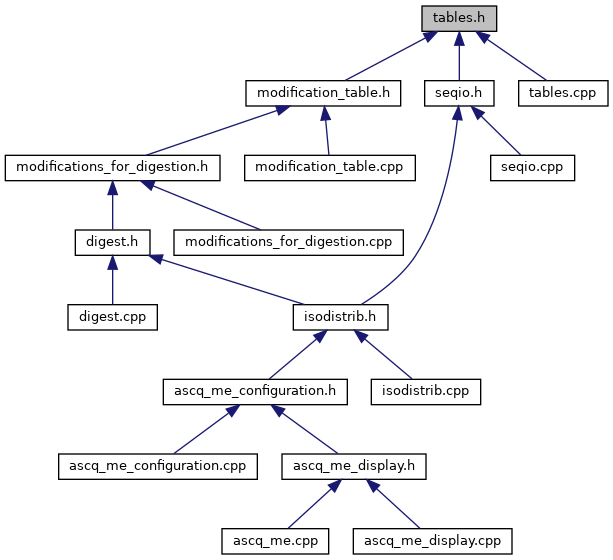 tables.h
modification_table.h
seqio.h
tables.cpp
modifications_for_digestion.h
modification_table.cpp
seqio.cpp
digest.h
modifications_for_digestion.cpp
digest.cpp
isodistrib.h
ascq_me_configuration.h
isodistrib.cpp
ascq_me_configuration.cpp
ascq_me_display.h
ascq_me.cpp
ascq_me_display.cpp